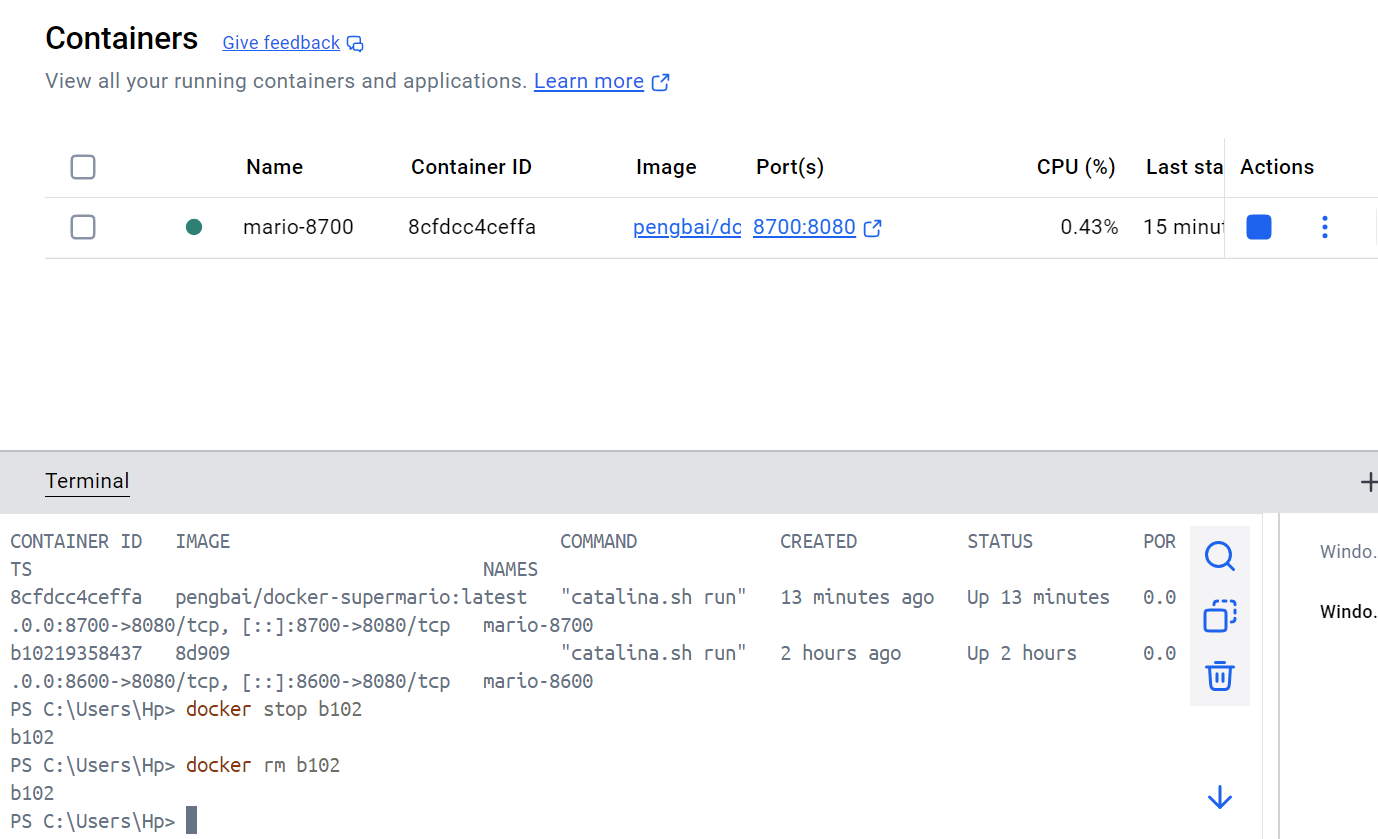 Containers Give feedback
View all your running containers and applications. Learn more
Name Container ID Image Port(s) CPU (%) Last sta Actions
mario-8700 8cfdcc4ceffa pengbai/dc 8700:8080 0.43% 15 minut
Terminal
CONTAINER ID IMAGE COMMAND CREATED STATUS POR
TS NAMES
8cfdcc4ceffa pengbai/docker-supermario:latest "catalina.sh run" 13 minutes ago Up 13 minutes 0.0
.0.0:8700->8080/tcp, [::]:8700->8080/tcp mario-8700
b10219358437 8d909 "catalina.sh run" 2 hours ago Up 2 hours 0.0
.0.0:8600->8080/tcp, [::]:8600->8080/tcp mario-8600
PS C:\Users\Hp> docker stop b102
b102
PS C:\Users\Hp> docker rm b102
b102
PS C:\Users\Hp>
Windo.
Windo.